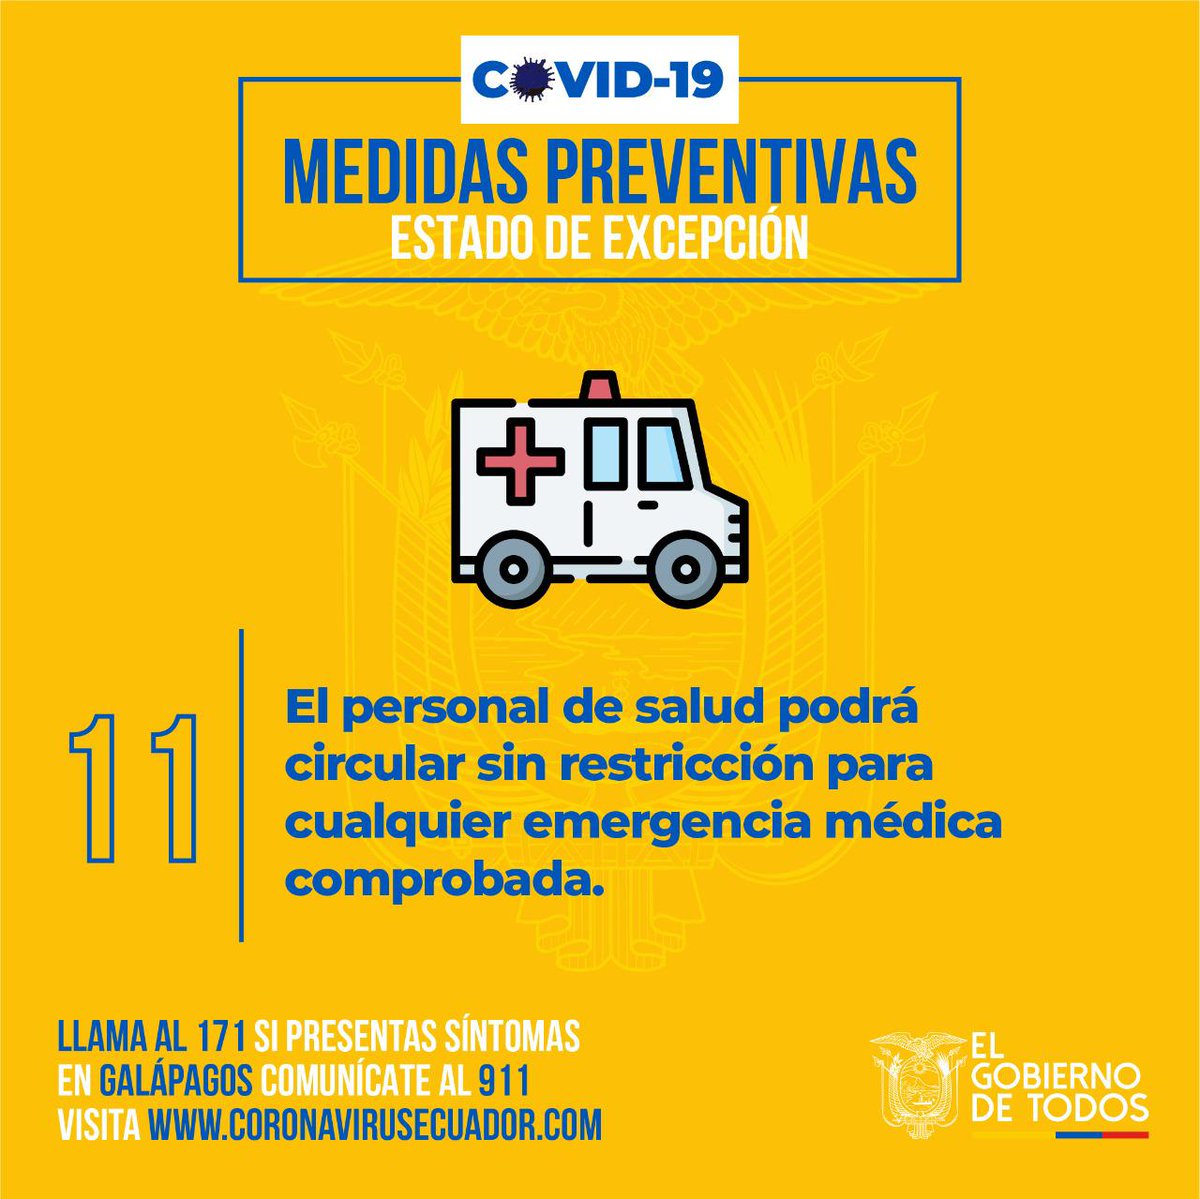 COVID-19
MEDIDAS PREVENTIVAS
ESTADO DE EXCEPCIÓN
11
El personal de salud podrá
circular sin restricción para
cualquier emergencia médica
comprobada.
LLAMA AL 171 SI PRESENTAS SÍNTOMAS
EN GALÁPAGOS COMUNÍCATE AL 911
VISITA WWW.CORONAVIRUSECUADOR.COM
EL
GOBIERNO
DE TODOS